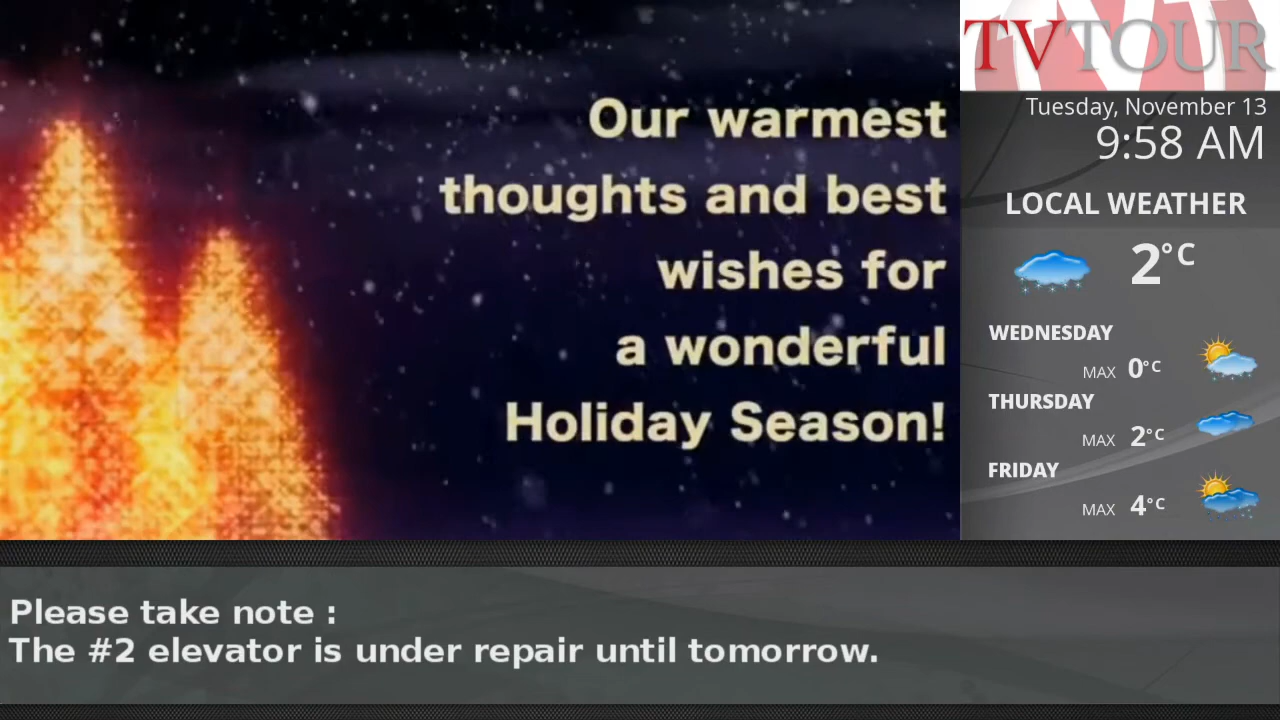 Our warmest
thoughts and best
wishes for
a wonderful
Holiday Season!
TVTOUR
Tuesday, November 13
9:58 AM
LOCAL WEATHER
2°C
WEDNESDAY
MAX 0°C
THURSDAY
MAX 2°C
FRIDAY
MAX 4°C
Please take note :
The #2 elevator is under repair until tomorrow.